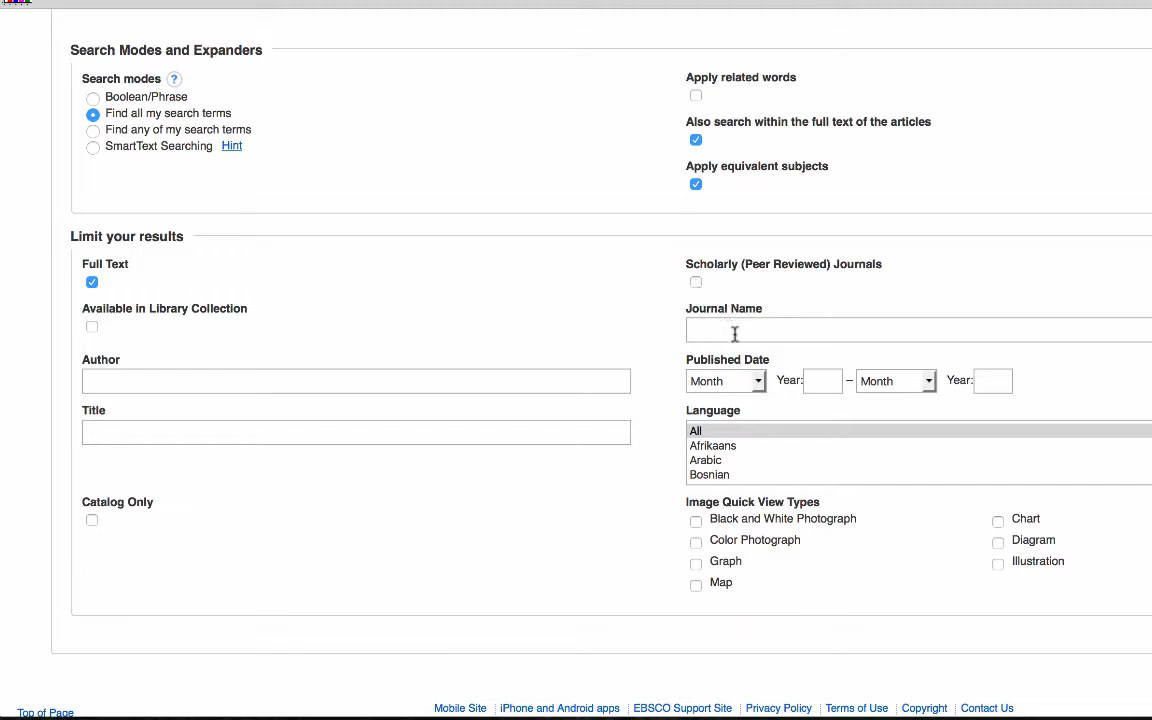 Search Modes and Expanders
Search modes ?
Boolean/Phrase
Find all my search terms
Find any of my search terms
SmartText Searching Hint
Apply related words
Also search within the full text of the articles
Apply equivalent subjects
Limit your results
Full Text
Available in Library Collection
Author
Title
Catalog Only
Scholarly (Peer Reviewed) Journals
Journal Name
Published Date
Month Year: – Month Year:
Language
All
Afrikaans
Arabic
Bosnian
Image Quick View Types
Black and White Photograph Chart
Color Photograph Diagram
Graph Illustration
Map
Top of Page
Mobile Site iPhone and Android apps EBSCO Support Site Privacy Policy Terms of Use Copyright Contact Us